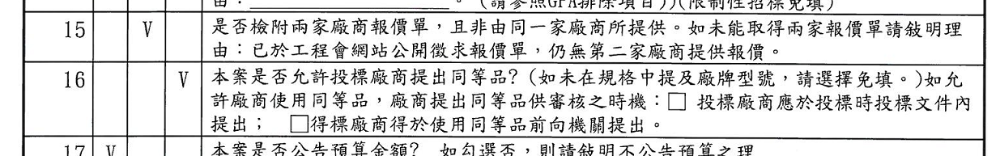 由：＿＿＿＿＿＿＿＿＿＿。（請參照GPA排除項目））（限制性招標免填）
15 V 是否檢附兩家廠商報價單，且非由同一家廠商所提供。如未能取得兩家報價單請敍明理
由：已於工程會網站公開徵求報價單，仍無第二家廠商提供報價。
16 V 本案是否允許投標廠商提出同等品？（如未在規格中提及廠牌型號，請選擇免填。）如允
許廠商使用同等品，廠商提出同等品供審核之時機：□ 投標廠商應於投標時投標文件內
提出； □得標廠商得於使用同等品前向機關提出。
17 V 本案是否公告預算金額？ 如勾選否，則請敍明不公告預算之理